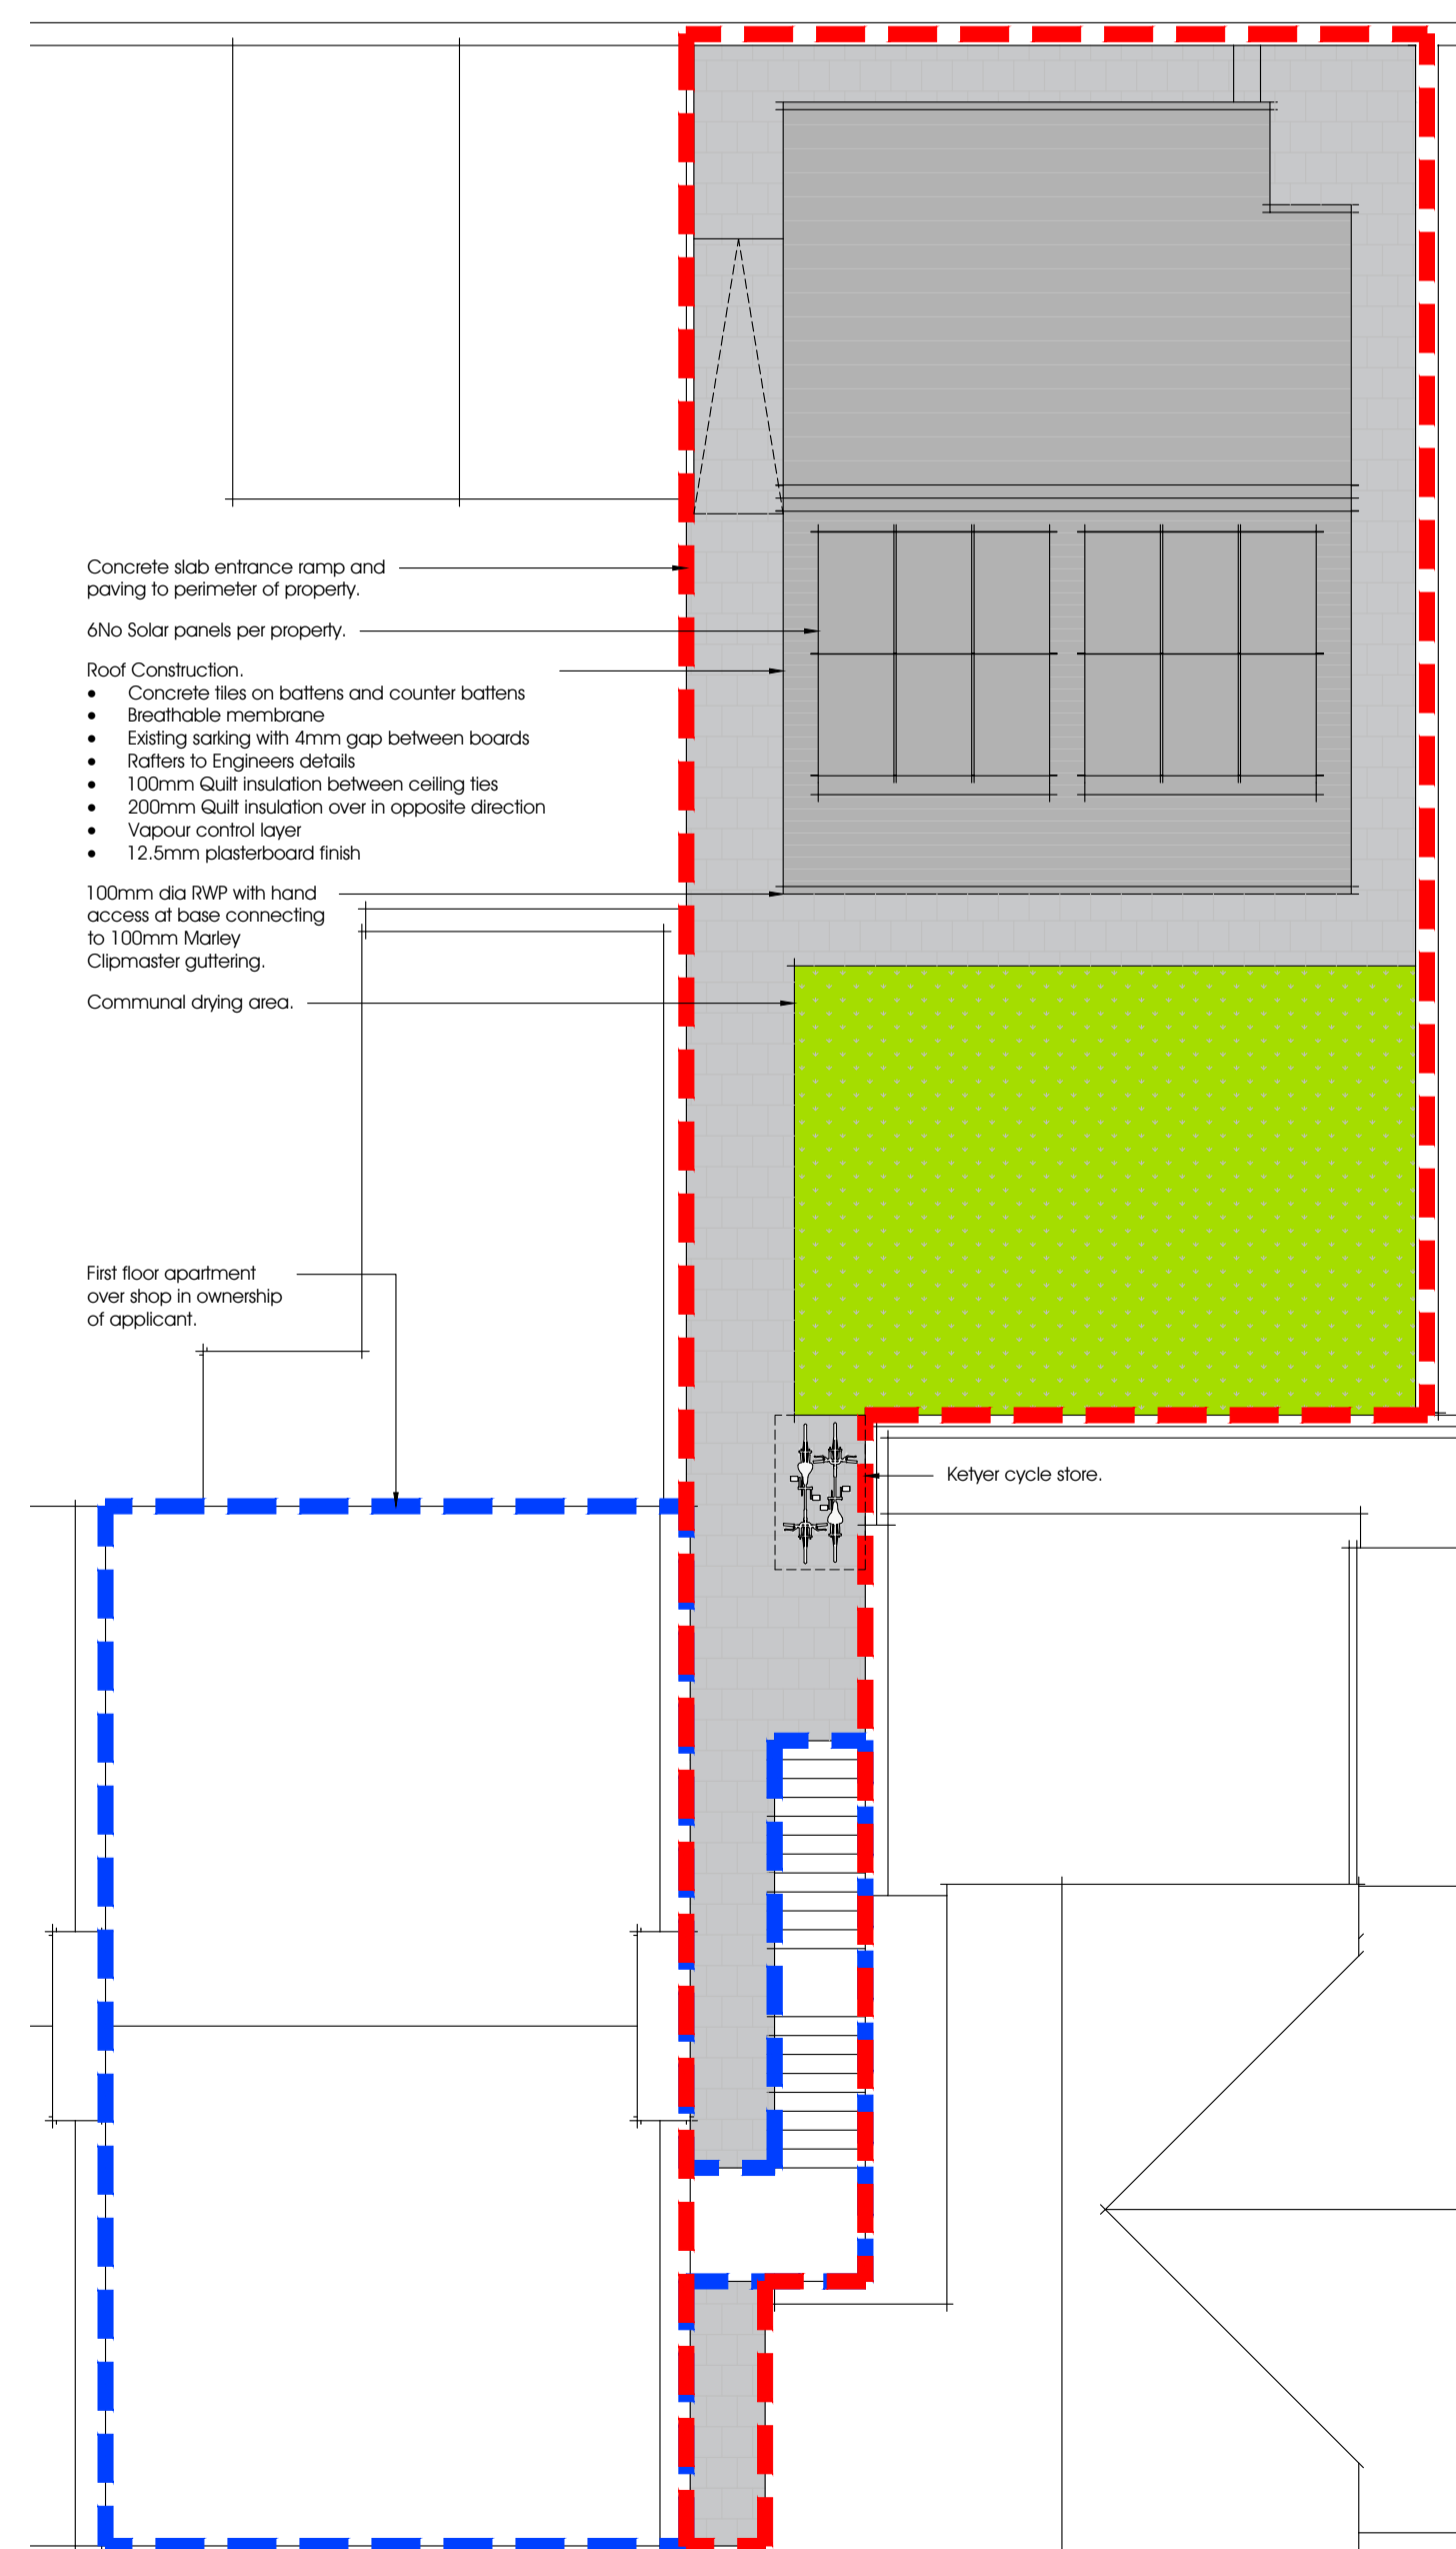 Concrete slab entrance ramp and
paving to perimeter of property.
6No Solar panels per property.
Roof Construction.
• Concrete tiles on battens and counter battens
• Breathable membrane
• Existing sarking with 4mm gap between boards
• Rafters to Engineers details
• 100mm Quilt insulation between ceiling ties
• 200mm Quilt insulation over in opposite direction
• Vapour control layer
• 12.5mm plasterboard finish
100mm dia RWP with hand
access at base connecting
to 100mm Marley
Clipmaster guttering.
Communal drying area.
First floor apartment
over shop in ownership
of applicant.
Ketyer cycle store.